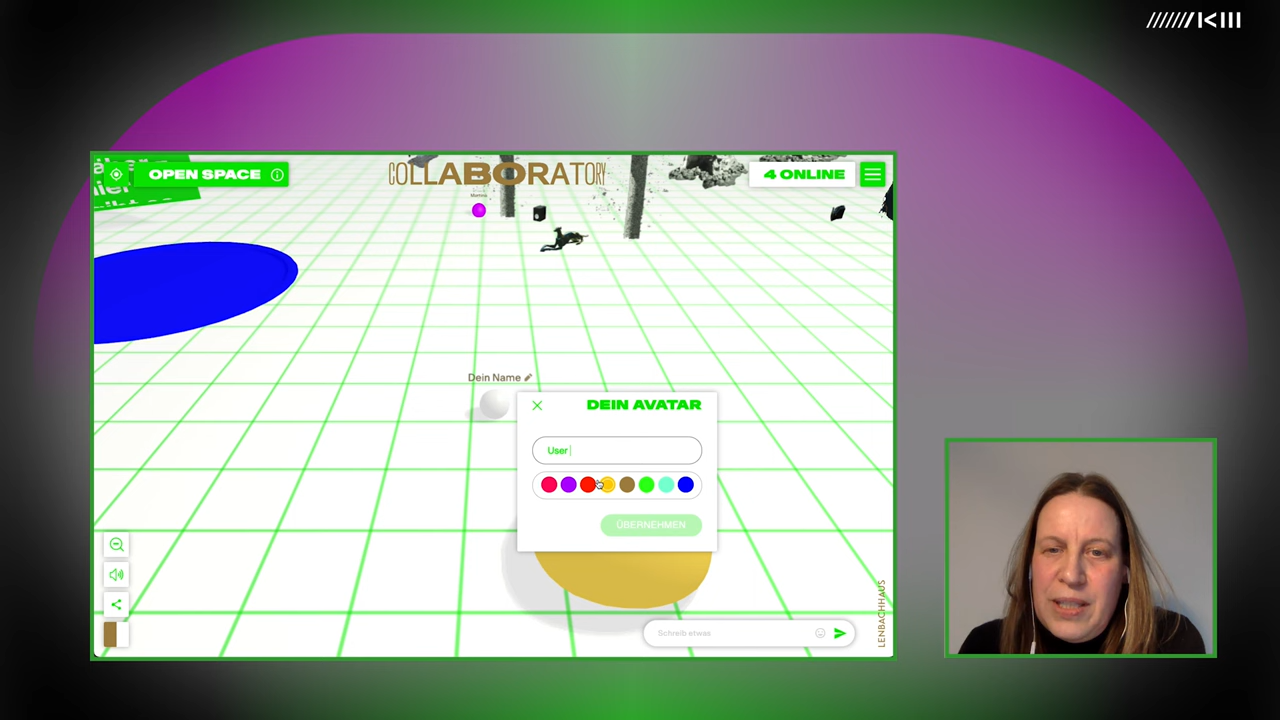 OPEN SPACE
COLLABORATORY
4 ONLINE
Dein Name
DEIN AVATAR
User
ÜBERNEHMEN
Schreib etwas
LENBACHHAUS